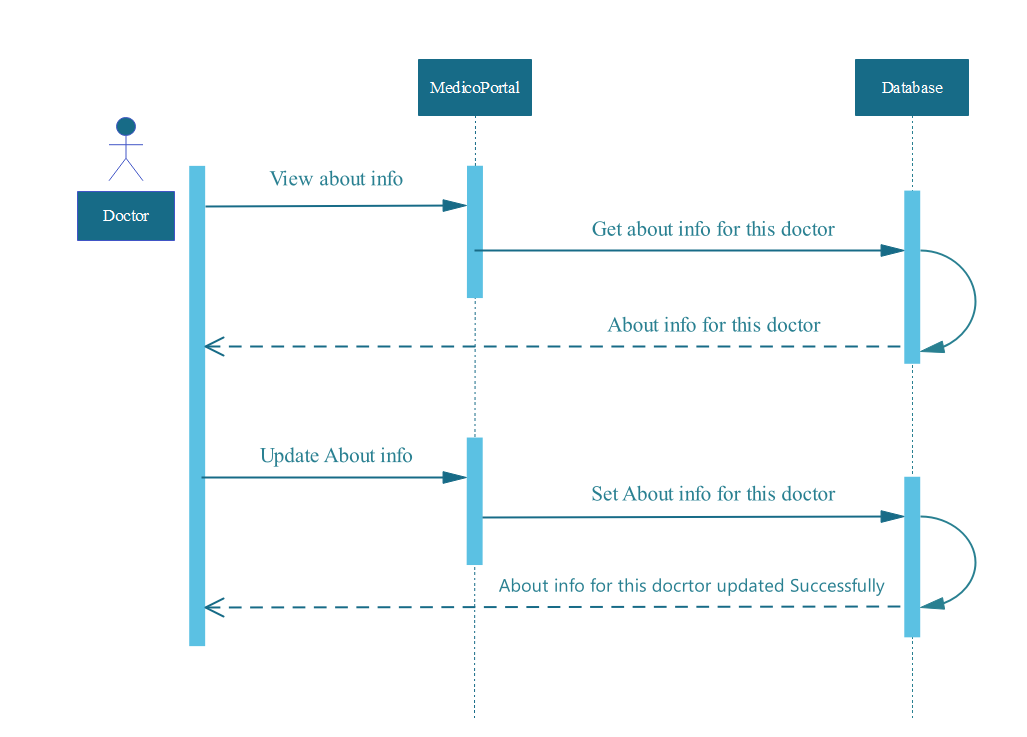 MedicoPortal
Database
Doctor
View about info
Get about info for this doctor
About info for this doctor
Update About info
Set About info for this doctor
About info for this docrtor updated Successfully